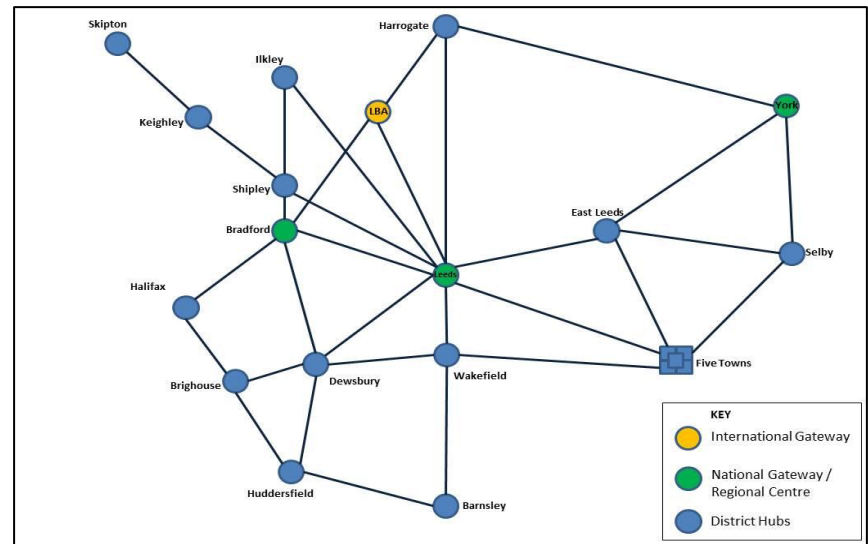 Harrogate
Skipton
Ilkley
LBA
York
Keighley
Shipley
East Leeds
Bradford
Selby
Leeds
Halifax
Five Towns
Wakefield
Dewsbury
Brighouse
Huddersfield
Barnsley
KEY
International Gateway
National Gateway /
Regional Centre
District Hubs